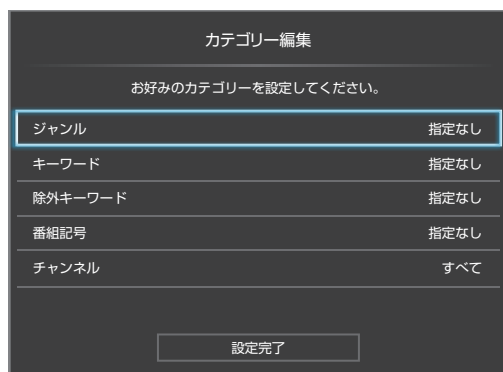 カテゴリー編集
お好みのカテゴリーを設定してください。
ジャンル 指定なし
キーワード 指定なし
除外キーワード 指定なし
番組記号 指定なし
チャンネル すべて
設定完了